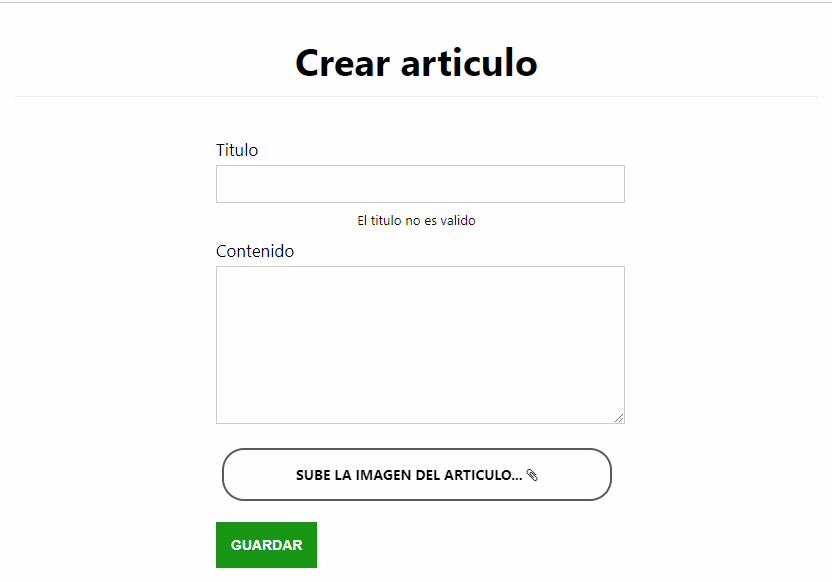 Crear articulo
Titulo
El titulo no es valido
Contenido
SUBE LA IMAGEN DEL ARTICULO...
GUARDAR